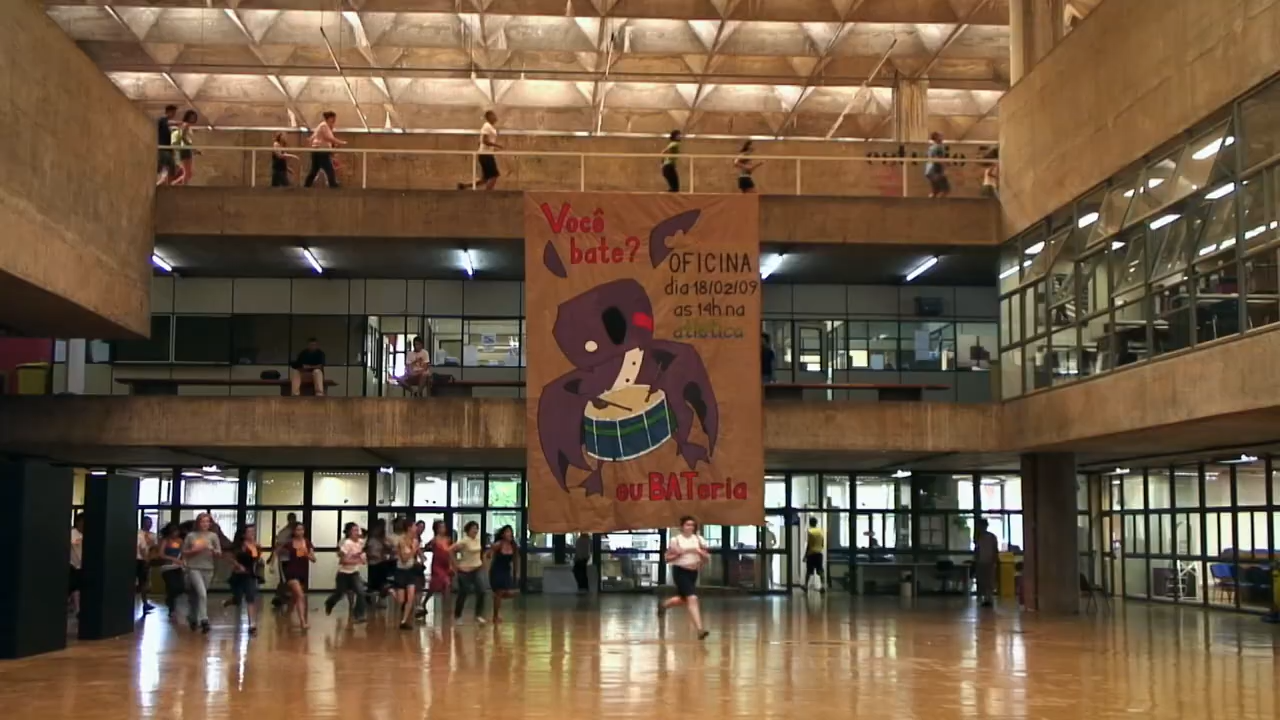 Você
bate?
OFICINA
dia 18/02/09
as 14h na
atlética
ou BATeria